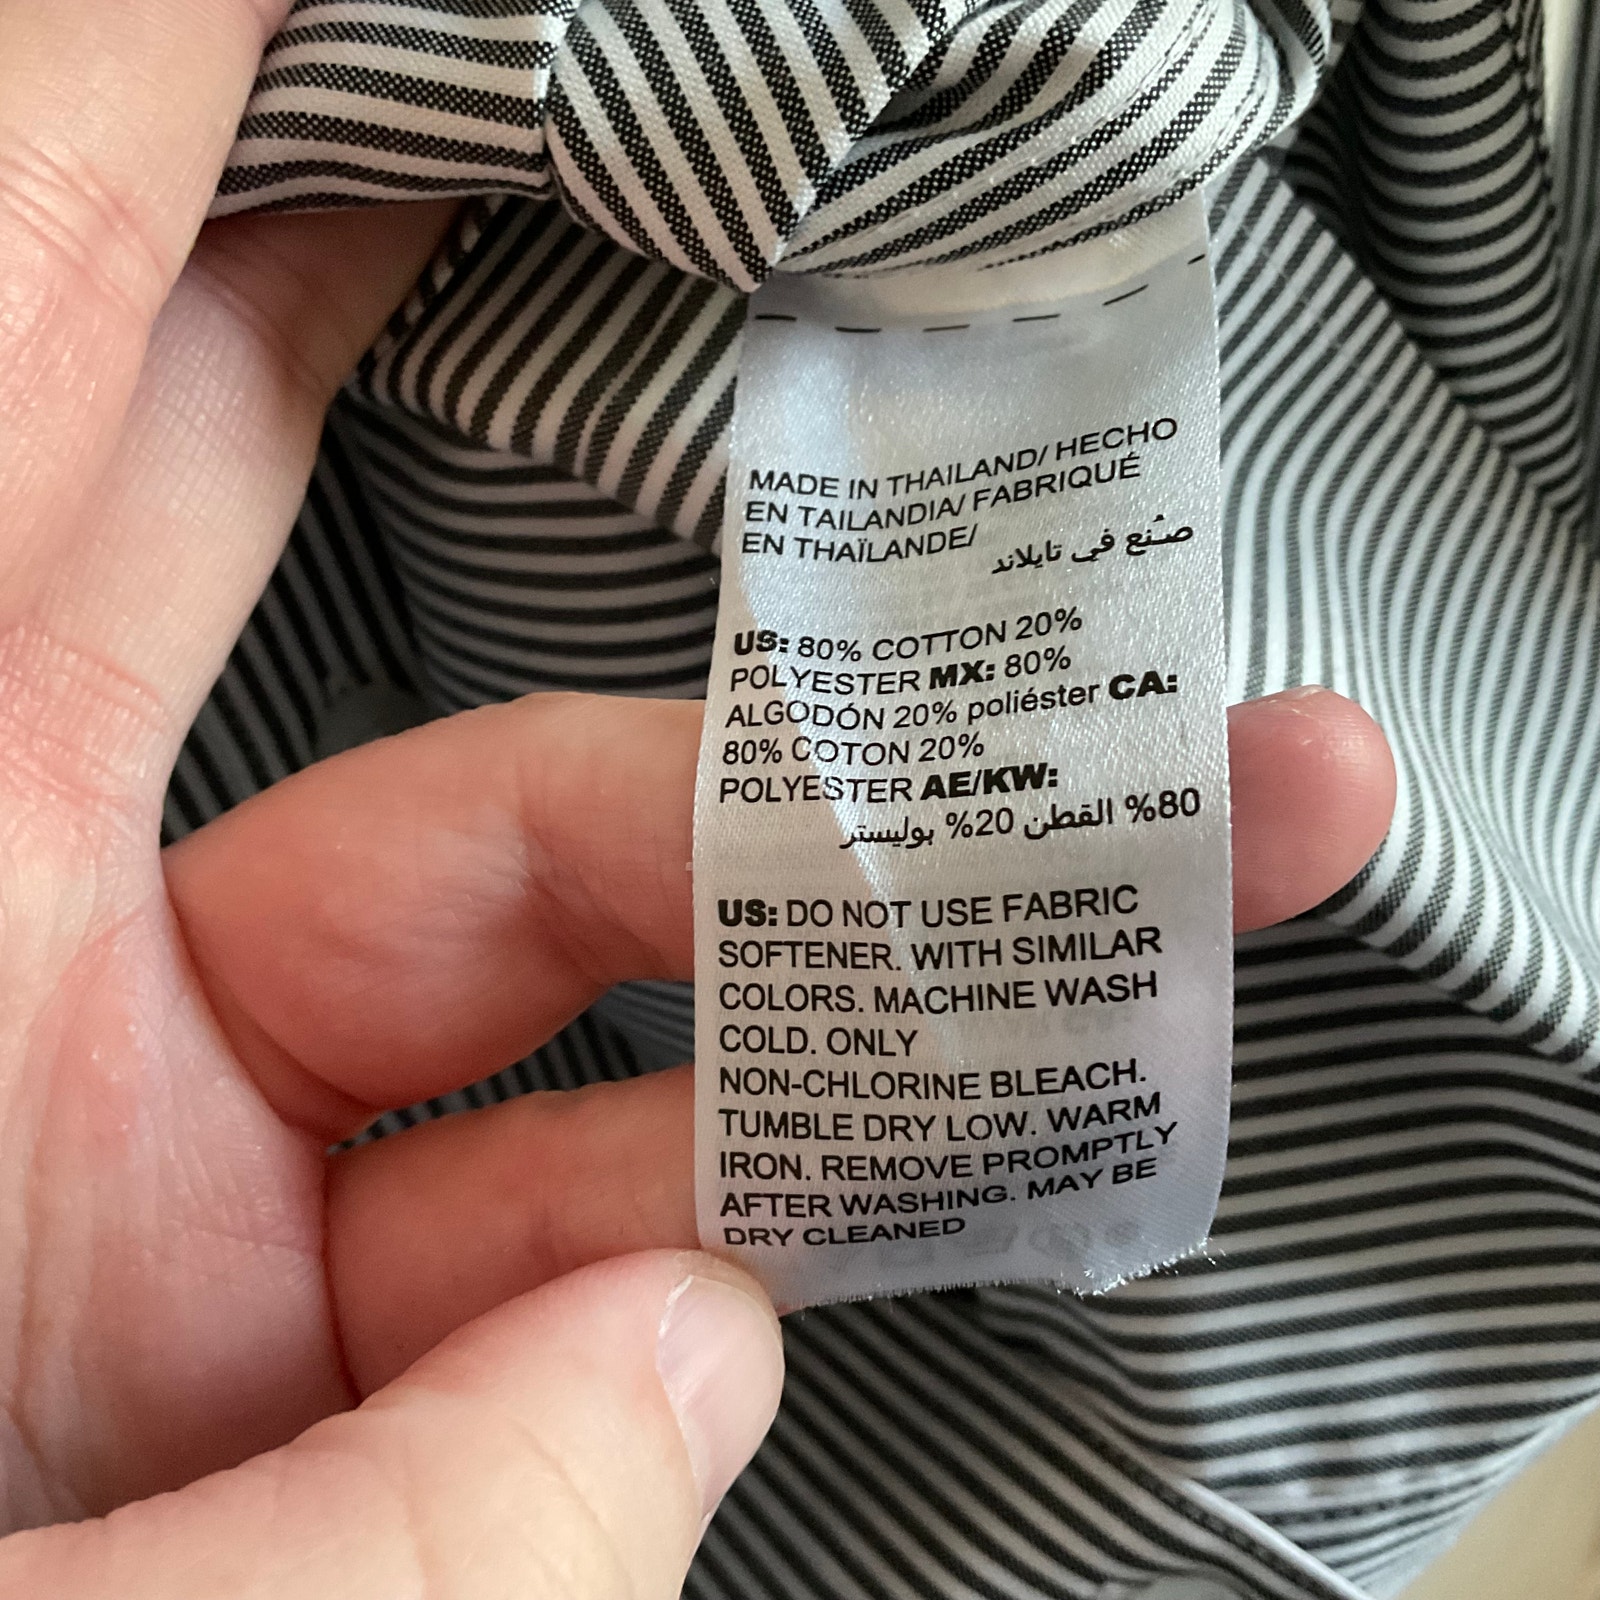 MADE IN THAILAND/ HECHO
EN TAILANDIA/ FABRIQUÉ
EN THAÏLANDE/
صُنع في تايلاند
US: 80% COTTON 20%
POLYESTER MX: 80%
ALGODÓN 20% poliéster CA:
80% COTON 20%
POLYESTER AE/KW:
80% القطن 20% بوليستر
US: DO NOT USE FABRIC
SOFTENER. WITH SIMILAR
COLORS. MACHINE WASH
COLD. ONLY
NON-CHLORINE BLEACH.
TUMBLE DRY LOW. WARM
IRON. REMOVE PROMPTLY
AFTER WASHING. MAY BE
DRY CLEANED